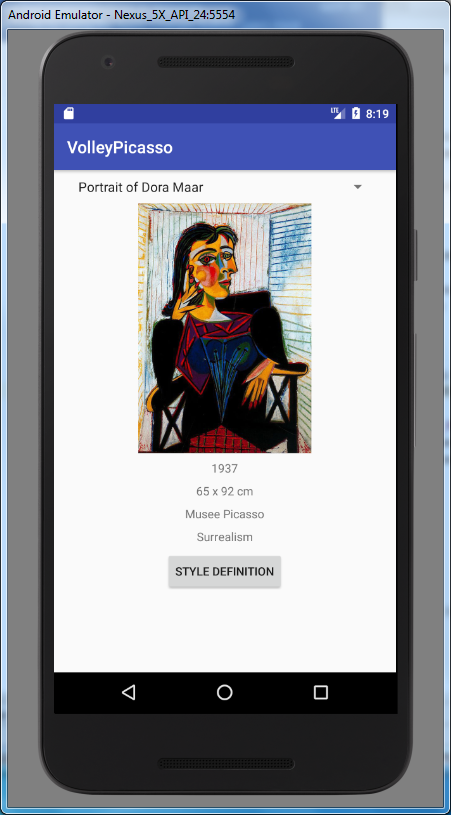 Android Emulator - Nexus_5X_API_24:5554
LTE 8:19
VolleyPicasso
Portrait of Dora Maar
1937
65 x 92 cm
Musee Picasso
Surrealism
STYLE DEFINITION